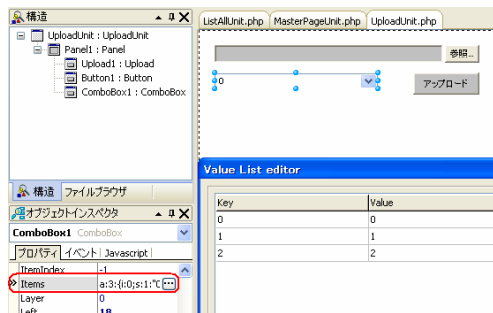 構造
UploadUnit : UploadUnit
Panel1 : Panel
Upload1 : Upload
Button1 : Button
ComboBox1 : ComboBox
構造 ファイルブラウザ
オブジェクトインスペクタ
ComboBox1 ComboBox
プロパティ イベント Javascript
ItemIndex -1
Items a:3:{i:0;s:1:"0
Layer 0
Left 18
ListAllUnit.php MasterPageUnit.php UploadUnit.php
参照...
0
アップロード
Value List editor
Key Value
0 0
1 1
2 2